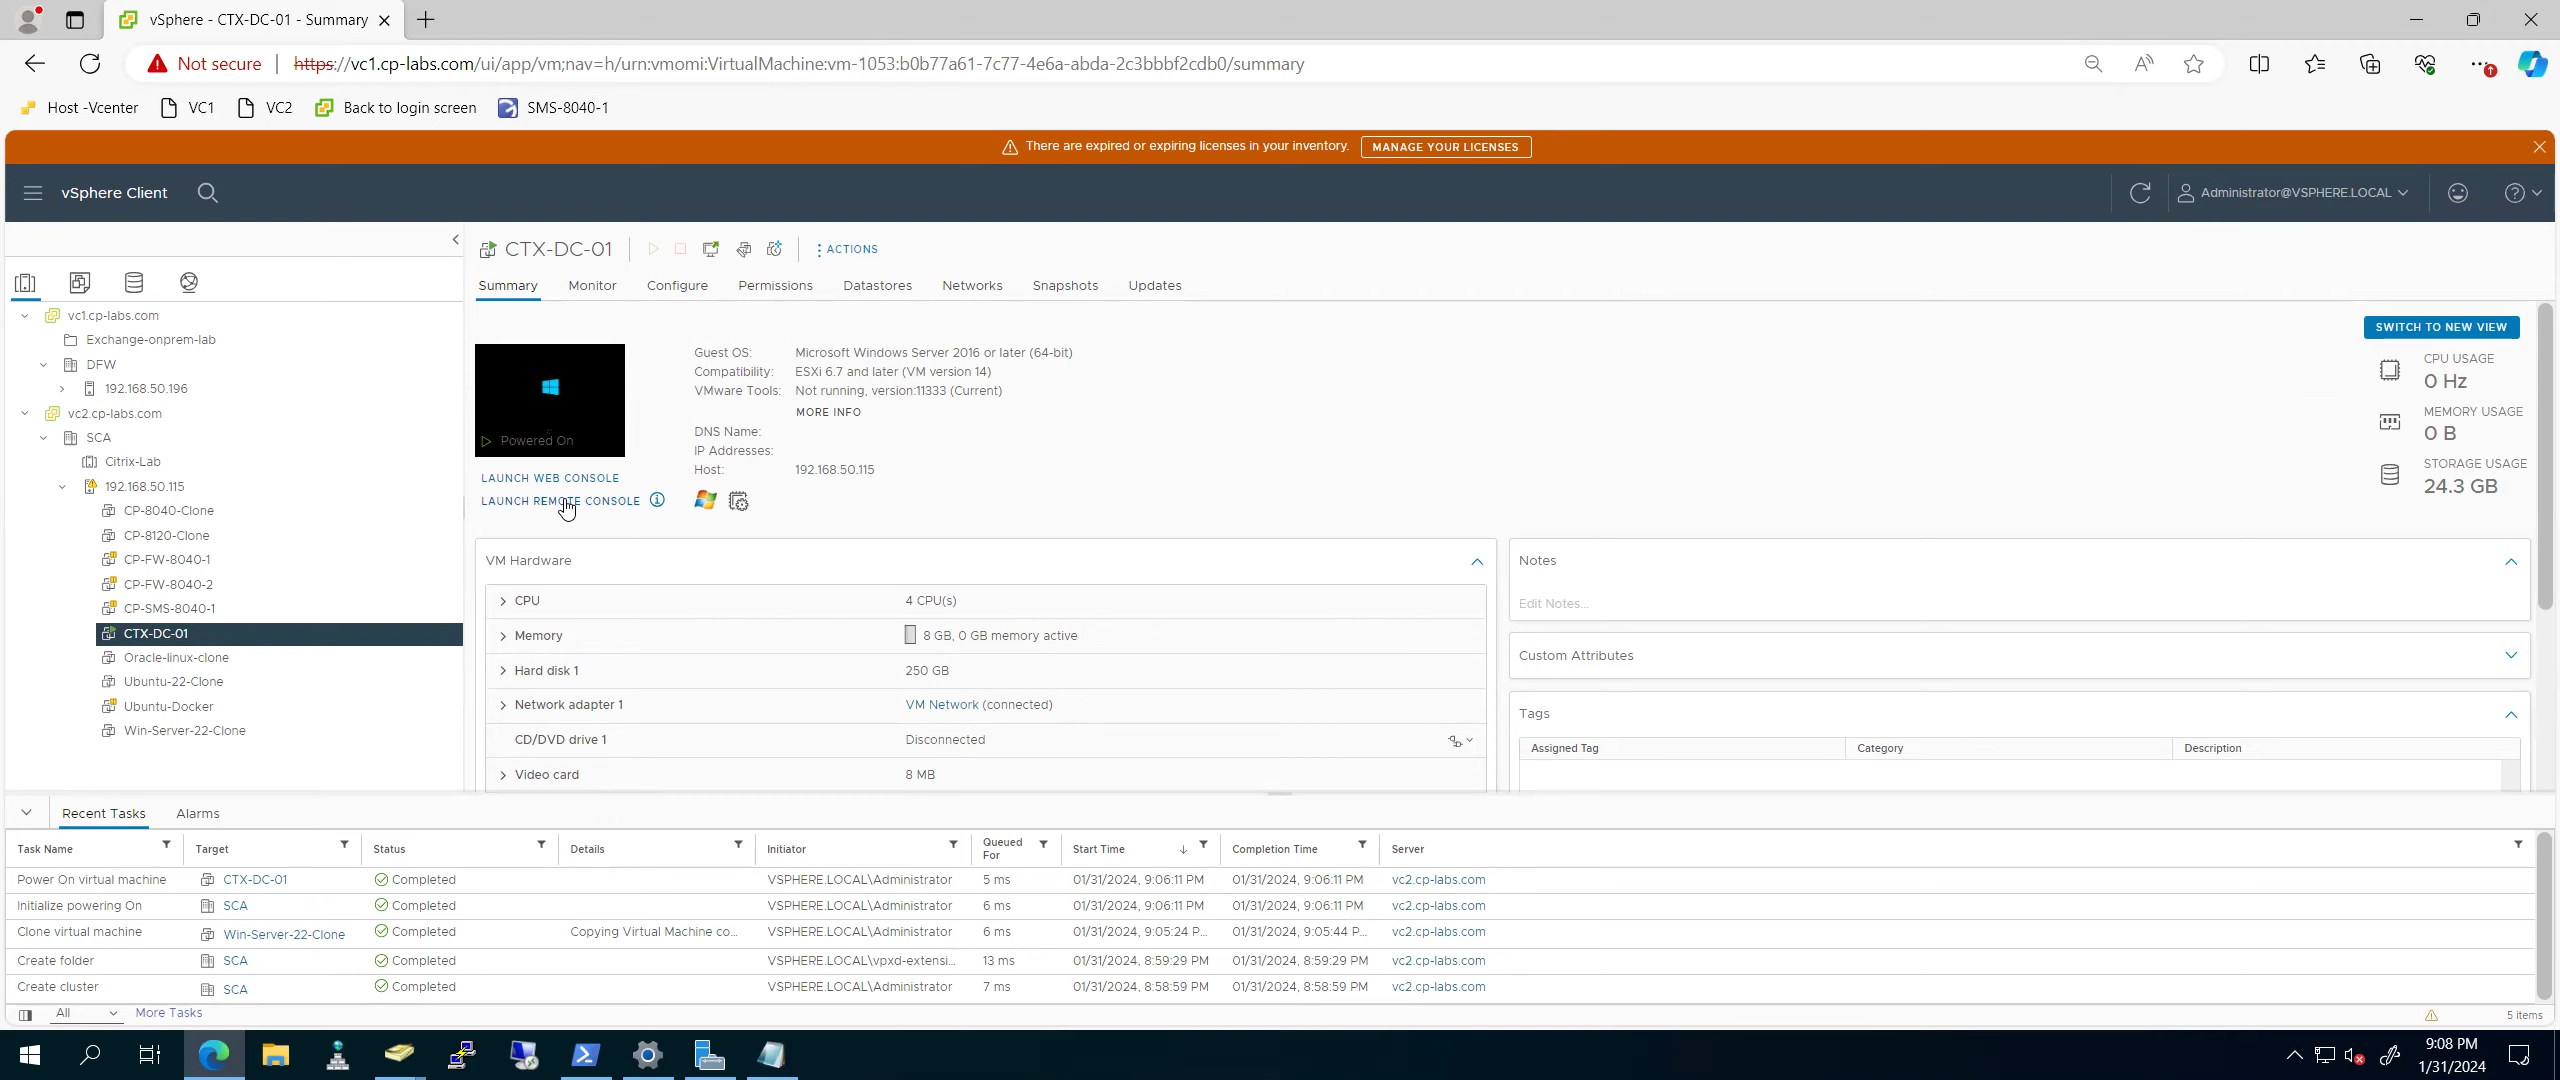 vSphere - CTX-DC-01 - Summary
Not secure | https://vc1.cp-labs.com/ui/app/vm;nav=h/urn:vmomi:VirtualMachine:vm-1053:b0b77a61-7c77-4e6a-abda-2c3bbbf2cdb0/summary
Host -Vcenter VC1 VC2 Back to login screen SMS-8040-1
There are expired or expiring licenses in your inventory. MANAGE YOUR LICENSES
vSphere Client Administrator@VSPHERE.LOCAL
CTX-DC-01 ACTIONS
Summary Monitor Configure Permissions Datastores Networks Snapshots Updates
vc1.cp-labs.com
Exchange-onprem-lab
DFW
192.168.50.196
vc2.cp-labs.com
SCA
Citrix-Lab
192.168.50.115
CP-8040-Clone
CP-8120-Clone
CP-FW-8040-1
CP-FW-8040-2
CP-SMS-8040-1
CTX-DC-01
Oracle-linux-clone
Ubuntu-22-Clone
Ubuntu-Docker
Win-Server-22-Clone
SWITCH TO NEW VIEW
Powered On
LAUNCH WEB CONSOLE
LAUNCH REMOTE CONSOLE
Guest OS: Microsoft Windows Server 2016 or later (64-bit)
Compatibility: ESXi 6.7 and later (VM version 14)
VMware Tools: Not running, version:11333 (Current)
MORE INFO
DNS Name:
IP Addresses:
Host: 192.168.50.115
CPU USAGE
0 Hz
MEMORY USAGE
0 B
STORAGE USAGE
24.3 GB
VM Hardware
CPU 4 CPU(s)
Memory 8 GB, 0 GB memory active
Hard disk 1 250 GB
Network adapter 1 VM Network (connected)
CD/DVD drive 1 Disconnected
Video card 8 MB
Notes
Edit Notes...
Custom Attributes
Tags
Assigned Tag Category Description
Recent Tasks Alarms
Task Name Target Status Details Initiator Queued For Start Time Completion Time Server
Power On virtual machine CTX-DC-01 Completed VSPHERE.LOCAL\Administrator 5 ms 01/31/2024, 9:06:11 PM 01/31/2024, 9:06:11 PM vc2.cp-labs.com
Initialize powering On SCA Completed VSPHERE.LOCAL\Administrator 6 ms 01/31/2024, 9:06:11 PM 01/31/2024, 9:06:11 PM vc2.cp-labs.com
Clone virtual machine Win-Server-22-Clone Completed Copying Virtual Machine co... VSPHERE.LOCAL\Administrator 6 ms 01/31/2024, 9:05:24 P... 01/31/2024, 9:05:44 P... vc2.cp-labs.com
Create folder SCA Completed VSPHERE.LOCAL\vpxd-extensi... 13 ms 01/31/2024, 8:59:29 PM 01/31/2024, 8:59:29 PM vc2.cp-labs.com
Create cluster SCA Completed VSPHERE.LOCAL\Administrator 7 ms 01/31/2024, 8:58:59 PM 01/31/2024, 8:58:59 PM vc2.cp-labs.com
All More Tasks 5 items
9:08 PM
1/31/2024